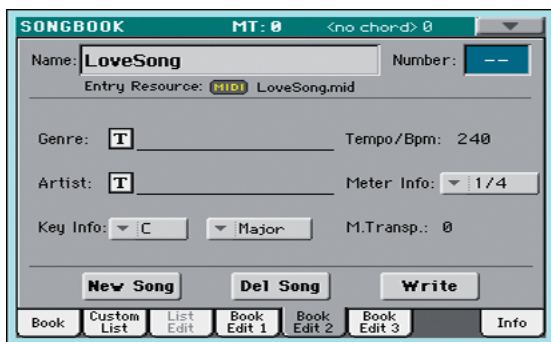 SONGBOOK MT: 0 <no chord> 0
Name: LoveSong Number: --
Entry Resource: MIDI LoveSong.mid
Genre: T Tempo/Bpm: 240
Artist: T Meter Info: 1/4
Key Info: C Major M.Transp.: 0
New Song Del Song Write
Book Custom List List Edit Book Edit 1 Book Edit 2 Book Edit 3 Info